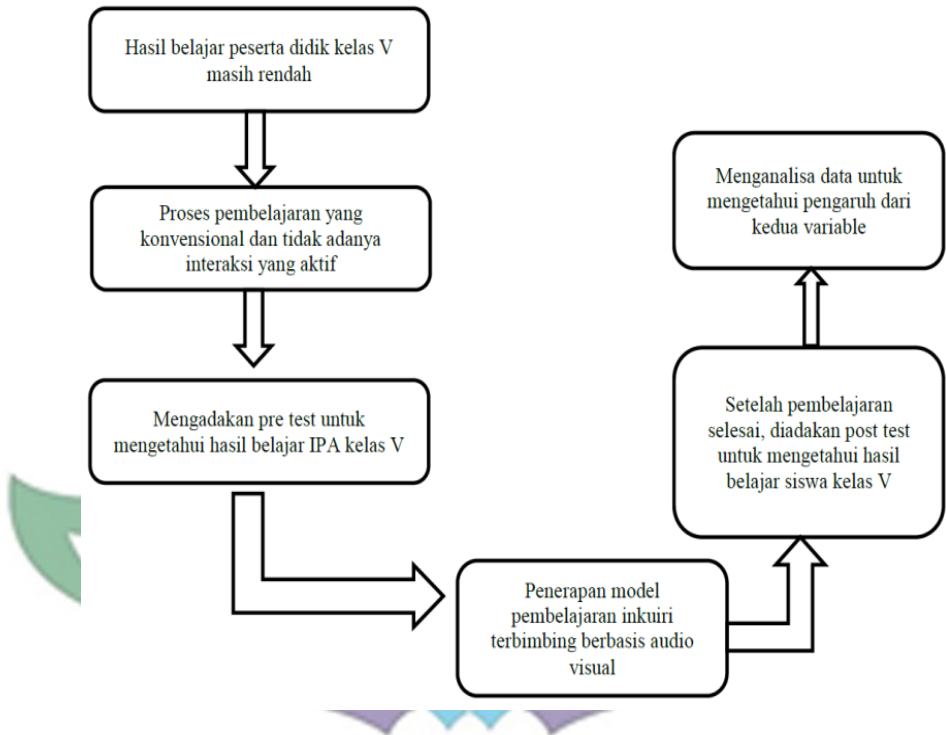 Hasil belajar peserta didik kelas V
masih rendah
Proses pembelajaran yang
konvensional dan tidak adanya
interaksi yang aktif
Mengadakan pre test untuk
mengetahui hasil belajar IPA kelas V
Penerapan model
pembelajaran inkuiri
terbimbing berbasis audio
visual
Setelah pembelajaran
selesai, diadakan post test
untuk mengetahui hasil
belajar siswa kelas V
Menganalisa data untuk
mengetahui pengaruh dari
kedua variable